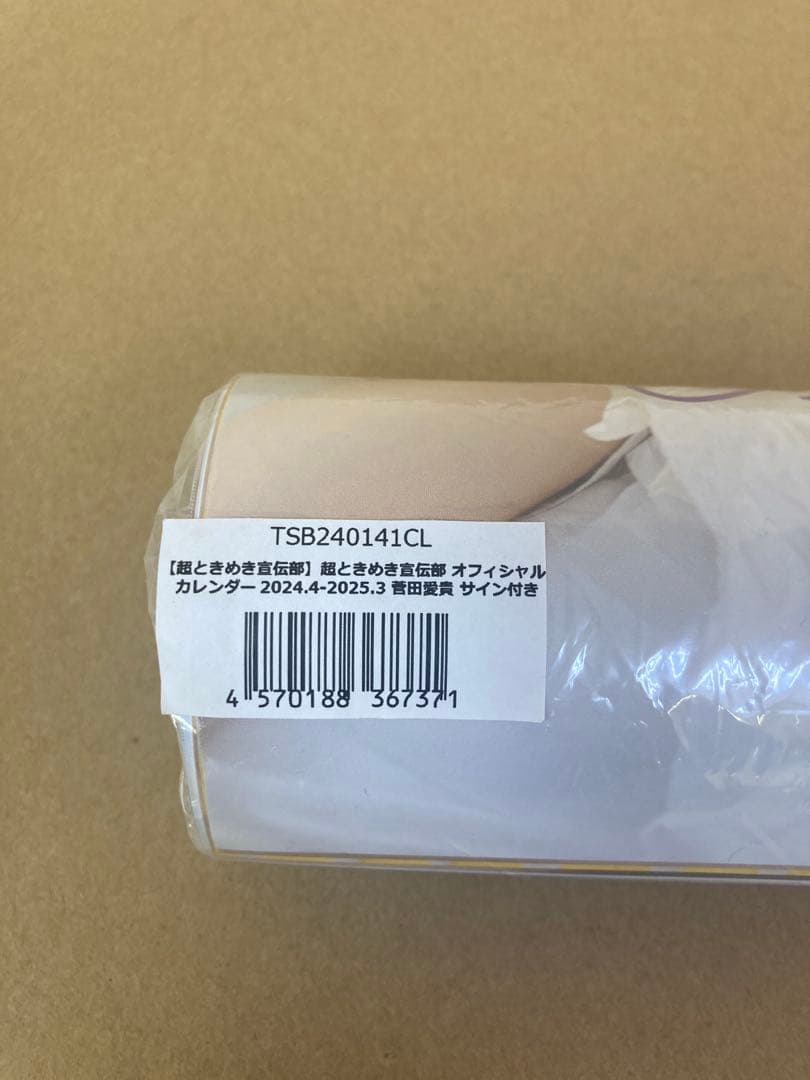 TSB240141CL
【超ときめき宣伝部】超ときめき宣伝部 オフィシャル
カレンダー 2024.4-2025.3 菅田愛貴 サイン付き
4 570188 367371